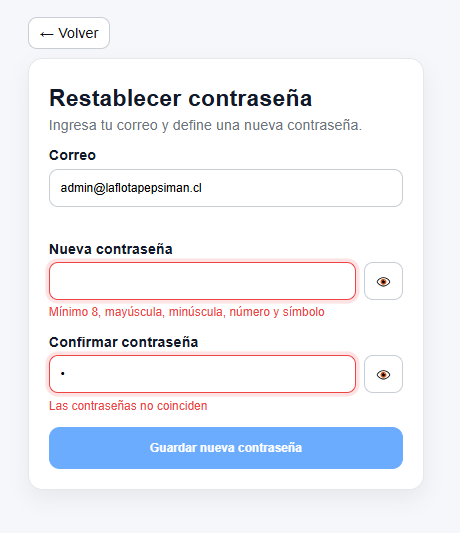 ← Volver
Restablecer contraseña
Ingresa tu correo y define una nueva contraseña.
Correo
admin@laflotapepsiman.cl
Nueva contraseña
Mínimo 8, mayúscula, minúscula, número y símbolo
Confirmar contraseña
•
Las contraseñas no coinciden
Guardar nueva contraseña